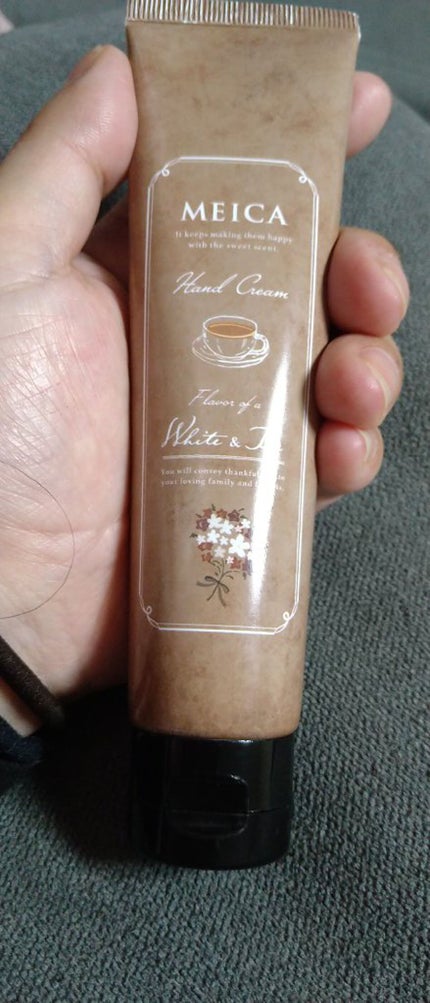 MEICA
It keeps making them happy
with the sweet scent.
Hand Cream
Flavor of a
White &
You will convey
your loving family and